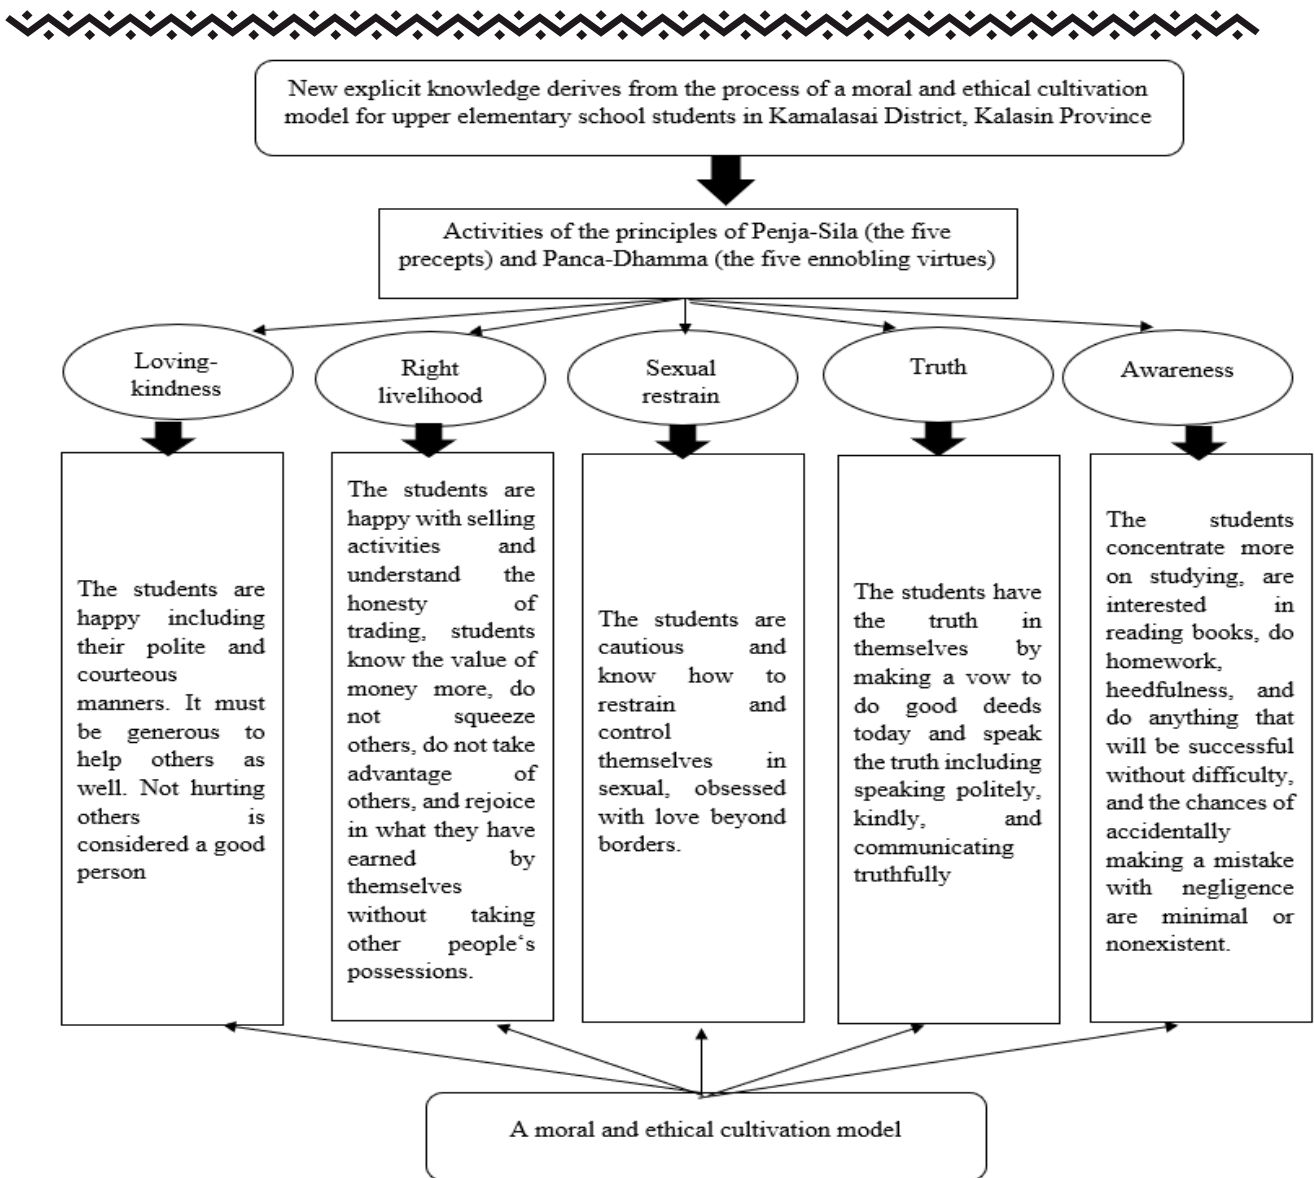 New explicit knowledge derives from the process of a moral and ethical cultivation
model for upper elementary school students in Kamalasai District, Kalasin Province
Activities of the principles of Penja-Sila (the five
precepts) and Panca-Dhamma (the five ennobling virtues)
Loving-
kindness
Right
livelihood
Sexual
restrain
Truth
Awareness
The students are
happy including
their polite and
courteous
manners. It must
be generous to
help others as
well. Not hurting
others is
considered a good
person
The students are
happy with selling
activities and
understand the
honesty of
trading, students
know the value of
money more, do
not squeeze
others, do not take
advantage of
others, and rejoice
in what they have
earned by
themselves
without taking
other people‘s
possessions.
The students are
cautious and
know how to
restrain and
control
themselves in
sexual, obsessed
with love beyond
borders.
The students have
the truth in
themselves by
making a vow to
do good deeds
today and speak
the truth including
speaking politely,
kindly, and
communicating
truthfully
The students
concentrate more
on studying, are
interested in
reading books, do
homework,
heedfulness, and
do anything that
will be successful
without difficulty,
and the chances of
accidentally
making a mistake
with negligence
are minimal or
nonexistent.
A moral and ethical cultivation model